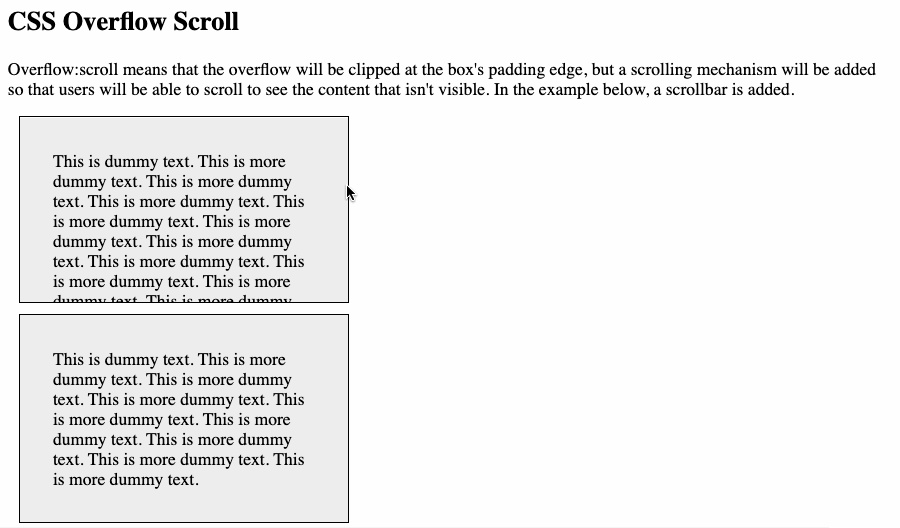 CSS Overflow Scroll
Overflow:scroll means that the overflow will be clipped at the box's padding edge, but a scrolling mechanism will be added
so that users will be able to scroll to see the content that isn't visible. In the example below, a scrollbar is added.
This is dummy text. This is more
dummy text. This is more dummy
text. This is more dummy text. This
is more dummy text. This is more
dummy text. This is more dummy
text. This is more dummy text. This
is more dummy text. This is more
dummy text. This is more dummy
This is dummy text. This is more
dummy text. This is more dummy
text. This is more dummy text. This
is more dummy text. This is more
dummy text. This is more dummy
text. This is more dummy text. This
is more dummy text.